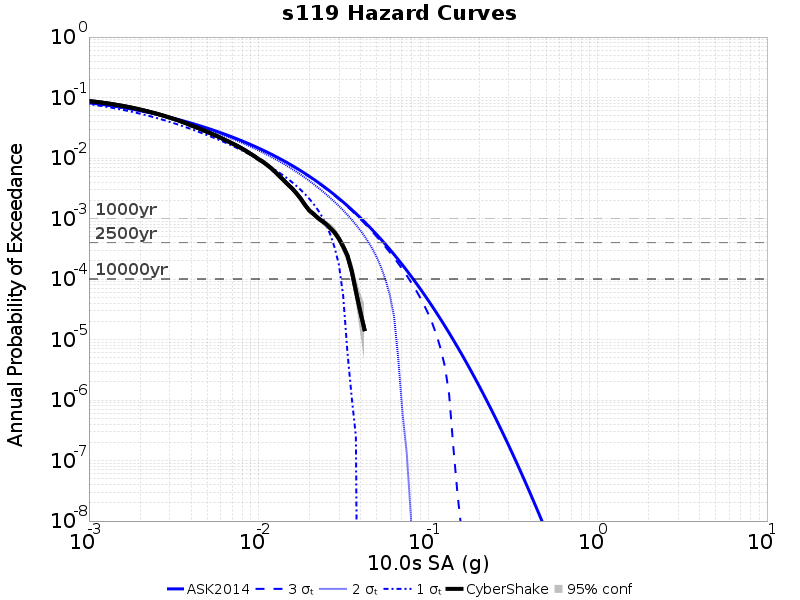 s119 Hazard Curves
Annual Probability of Exceedance
10^0
10^-1
10^-2
10^-3
10^-4
10^-5
10^-6
10^-7
10^-8
1000yr
2500yr
10000yr
10^-3 10^-2 10^-1 10^0 10^1
10.0s SA (g)
ASK2014 3 σₜ 2 σₜ 1 σₜ CyberShake 95% conf